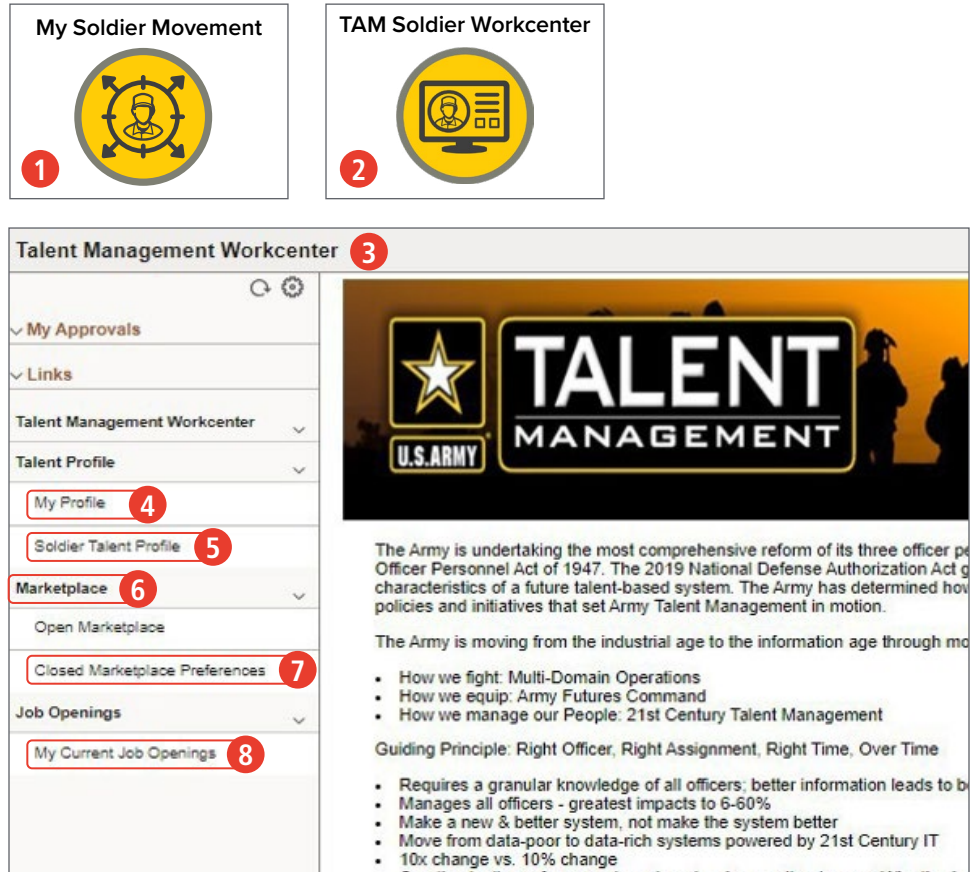 My Soldier Movement
1
TAM Soldier Workcenter
2
Talent Management Workcenter 3
My Approvals
Links
Talent Management Workcenter
Talent Profile
My Profile 4
Soldier Talent Profile 5
Marketplace 6
Open Marketplace
Closed Marketplace Preferences 7
Job Openings
My Current Job Openings 8
U.S.ARMY
TALENT
MANAGEMENT
The Army is undertaking the most comprehensive reform of its three officer pe
Officer Personnel Act of 1947. The 2019 National Defense Authorization Act g
characteristics of a future talent-based system. The Army has determined how
policies and initiatives that set Army Talent Management in motion.
The Army is moving from the industrial age to the information age through mo
• How we fight: Multi-Domain Operations
• How we equip: Army Futures Command
• How we manage our People: 21st Century Talent Management
Guiding Principle: Right Officer, Right Assignment, Right Time, Over Time
• Requires a granular knowledge of all officers; better information leads to b
• Manages all officers - greatest impacts to 6-60%
• Make a new & better system, not make the system better
• Move from data-poor to data-rich systems powered by 21st Century IT
• 10x change vs. 10% change